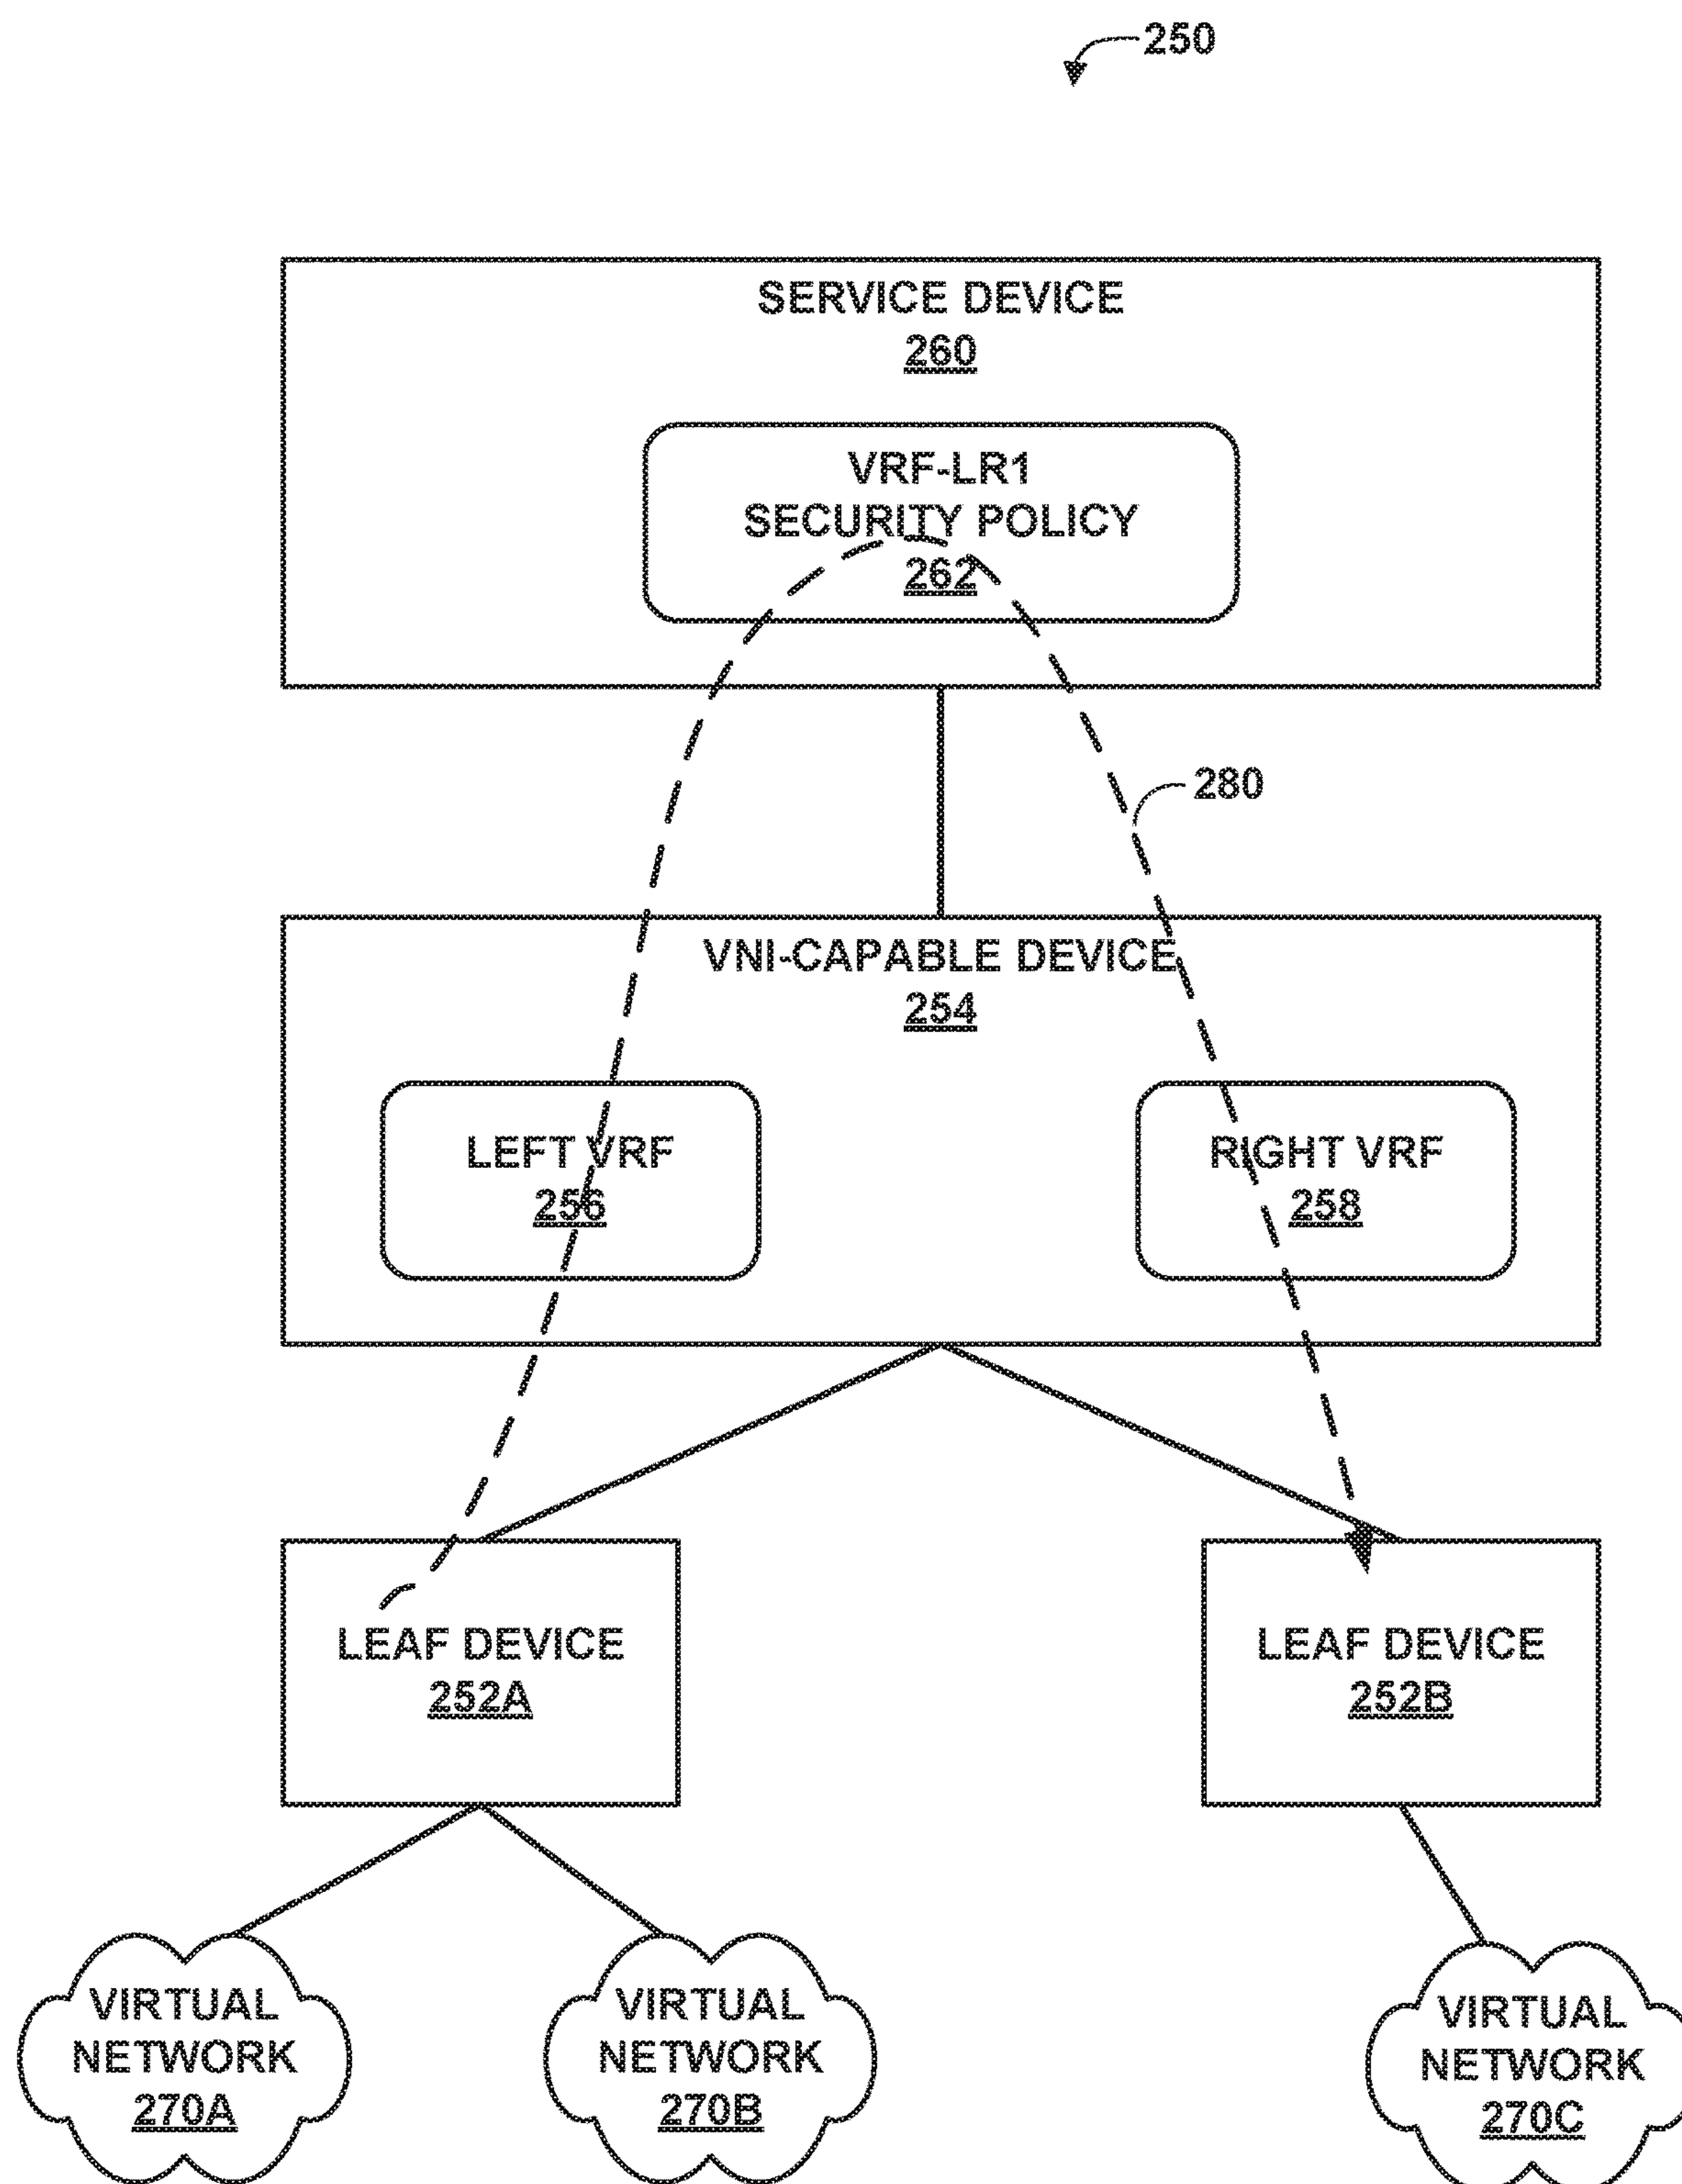 250
SERVICE DEVICE
260
VRF-LR1
SECURITY POLICY
262
280
VNI-CAPABLE DEVICE
254
LEFT VRF
256
RIGHT VRF
258
LEAF DEVICE
252A
LEAF DEVICE
252B
VIRTUAL
NETWORK
270A
VIRTUAL
NETWORK
270B
VIRTUAL
NETWORK
270C